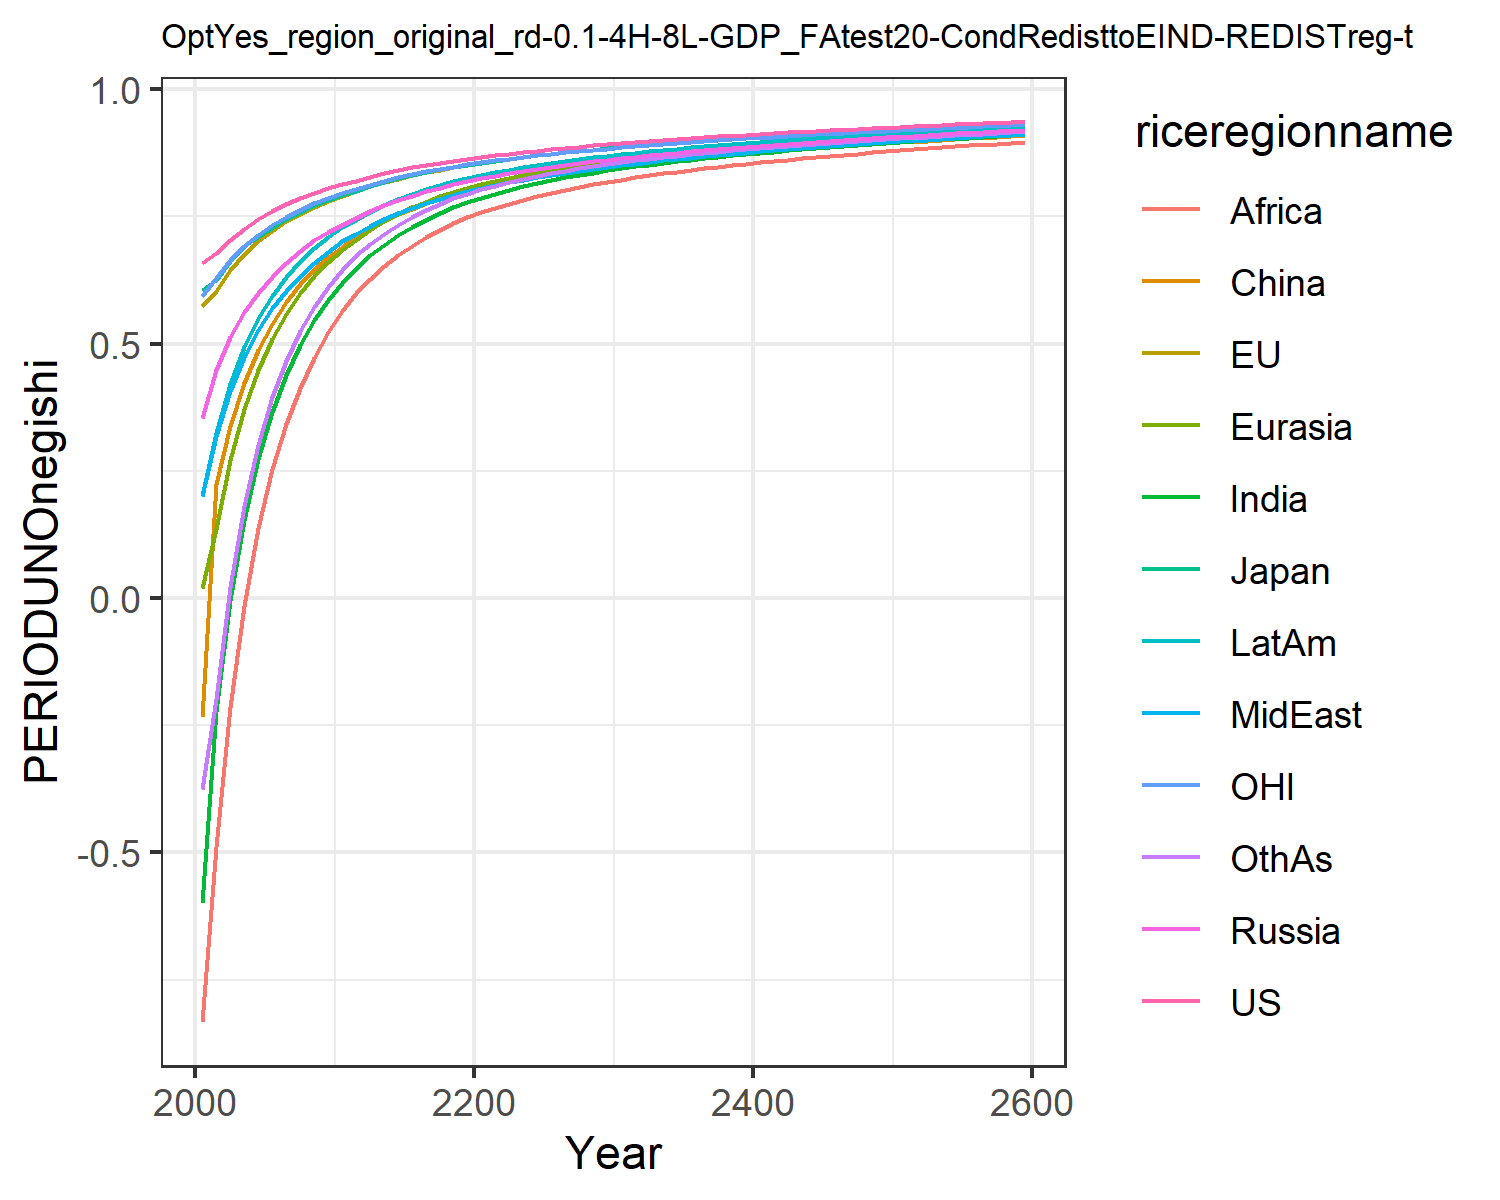 OptYes_region_original_rd-0.1-4H-8L-GDP_FAtest20-CondRedisttoEIND-REDISTreg-t
PERIODUNOnegishi
1.0
0.5
0.0
-0.5
2000
2200
2400
2600
Year
riceregionname
Africa
China
EU
Eurasia
India
Japan
LatAm
MidEast
OHI
OthAs
Russia
US